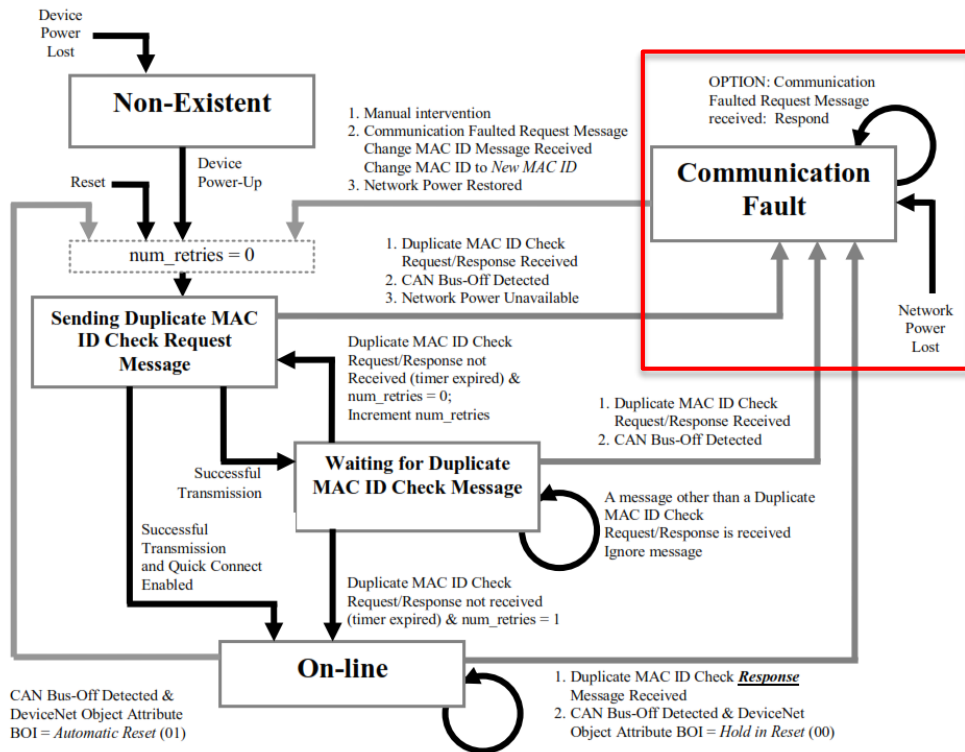 Device
Power
Lost
Non-Existent
Device
Power-Up
Reset
1. Manual intervention
2. Communication Faulted Request Message
Change MAC ID Message Received
Change MAC ID to New MAC ID
3. Network Power Restored
OPTION: Communication
Faulted Request Message
received: Respond
Communication
Fault
Network
Power
Lost
num_retries = 0
1. Duplicate MAC ID Check
Request/Response Received
2. CAN Bus-Off Detected
3. Network Power Unavailable
Sending Duplicate MAC
ID Check Request
Message
Duplicate MAC ID Check
Request/Response not
Received (timer expired) &
num_retries = 0;
Increment num_retries
1. Duplicate MAC ID Check
Request/Response Received
2. CAN Bus-Off Detected
Successful
Transmission
Waiting for Duplicate
MAC ID Check Message
A message other than a Duplicate
MAC ID Check
Request/Response is received
Ignore message
Successful
Transmission
and Quick Connect
Enabled
Duplicate MAC ID Check
Request/Response not received
(timer expired) & num_retries = 1
On-line
CAN Bus-Off Detected &
DeviceNet Object Attribute
BOI = Automatic Reset (01)
1. Duplicate MAC ID Check Response
Message Received
2. CAN Bus-Off Detected & DeviceNet
Object Attribute BOI = Hold in Reset (00)